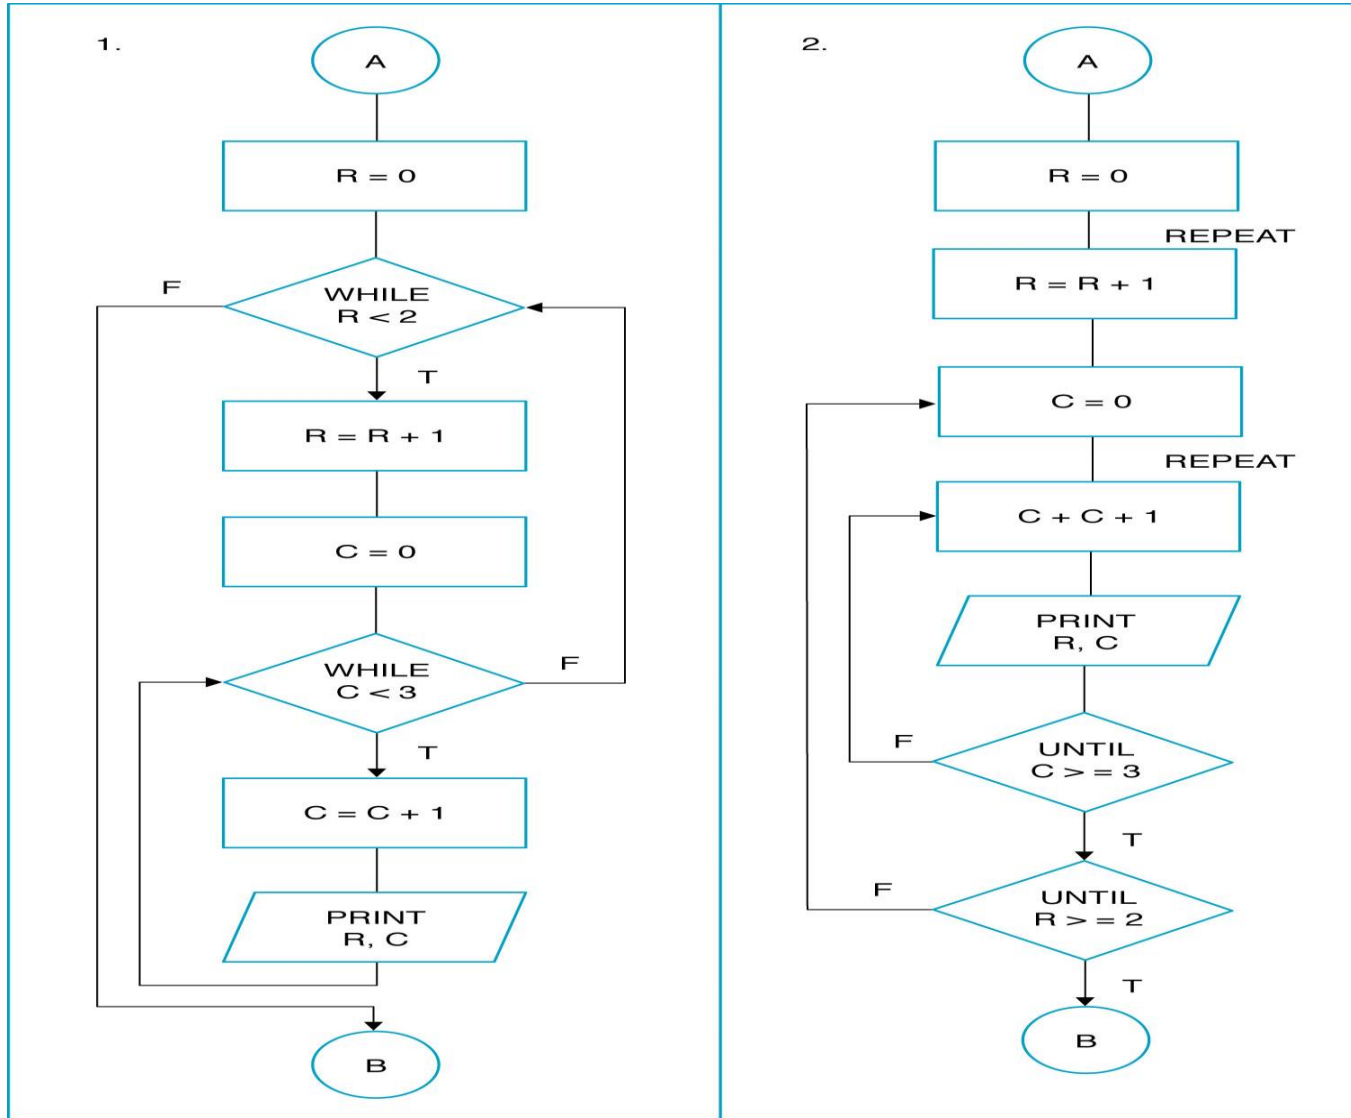 1.
A
R = 0
F
WHILE
R < 2
T
R = R + 1
C = 0
WHILE
C < 3
F
T
C = C + 1
PRINT
R, C
B
2.
A
R = 0
REPEAT
R = R + 1
C = 0
REPEAT
C + C + 1
PRINT
R, C
F
UNTIL
C > = 3
T
F
UNTIL
R > = 2
T
B